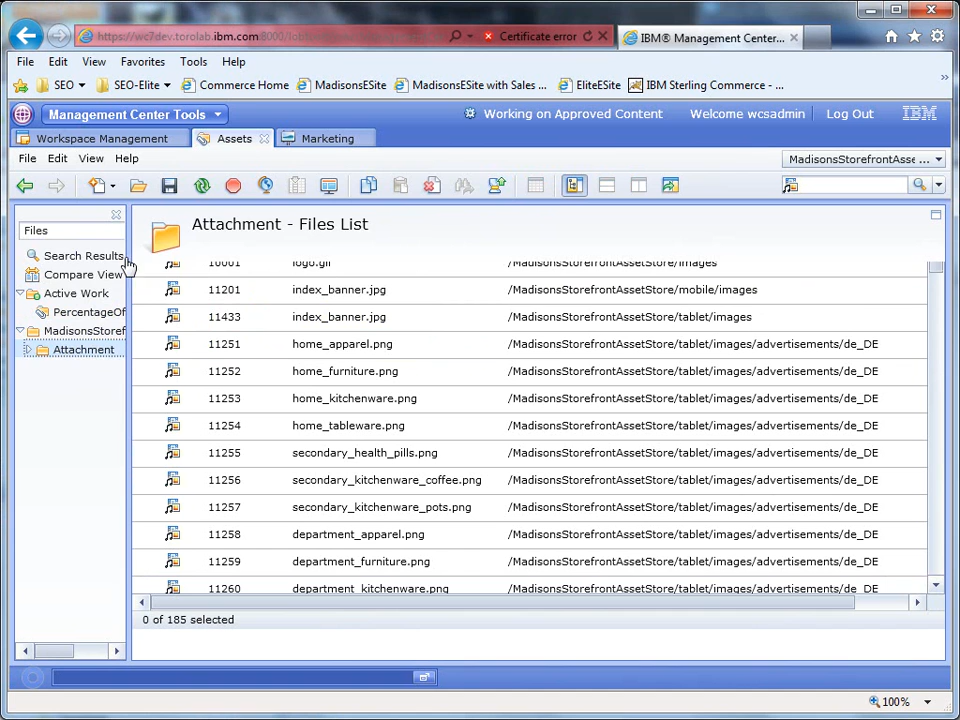 https://wc7dev.torolab.ibm.com:8000/
Certificate error
IBM® Management Center...
File Edit View Favorites Tools Help
SEO SEO-Elite Commerce Home MadisonsESite MadisonsESite with Sales ... EliteESite IBM Sterling Commerce - ...
Management Center Tools Working on Approved Content Welcome wcsadmin Log Out IBM
Workspace Management Assets Marketing
File Edit View Help MadisonsStorefrontAsse ...
Files
Search Results
Compare View
Active Work
PercentageOf
MadisonsStoref
Attachment
Attachment - Files List
10001 logo.gif /MadisonsStorefrontAssetStore/images
11201 index_banner.jpg /MadisonsStorefrontAssetStore/mobile/images
11433 index_banner.jpg /MadisonsStorefrontAssetStore/tablet/images
11251 home_apparel.png /MadisonsStorefrontAssetStore/tablet/images/advertisements/de_DE
11252 home_furniture.png /MadisonsStorefrontAssetStore/tablet/images/advertisements/de_DE
11253 home_kitchenware.png /MadisonsStorefrontAssetStore/tablet/images/advertisements/de_DE
11254 home_tableware.png /MadisonsStorefrontAssetStore/tablet/images/advertisements/de_DE
11255 secondary_health_pills.png /MadisonsStorefrontAssetStore/tablet/images/advertisements/de_DE
11256 secondary_kitchenware_coffee.png /MadisonsStorefrontAssetStore/tablet/images/advertisements/de_DE
11257 secondary_kitchenware_pots.png /MadisonsStorefrontAssetStore/tablet/images/advertisements/de_DE
11258 department_apparel.png /MadisonsStorefrontAssetStore/tablet/images/advertisements/de_DE
11259 department_furniture.png /MadisonsStorefrontAssetStore/tablet/images/advertisements/de_DE
11260 department_kitchenware.png /MadisonsStorefrontAssetStore/tablet/images/advertisements/de_DE
0 of 185 selected
100%